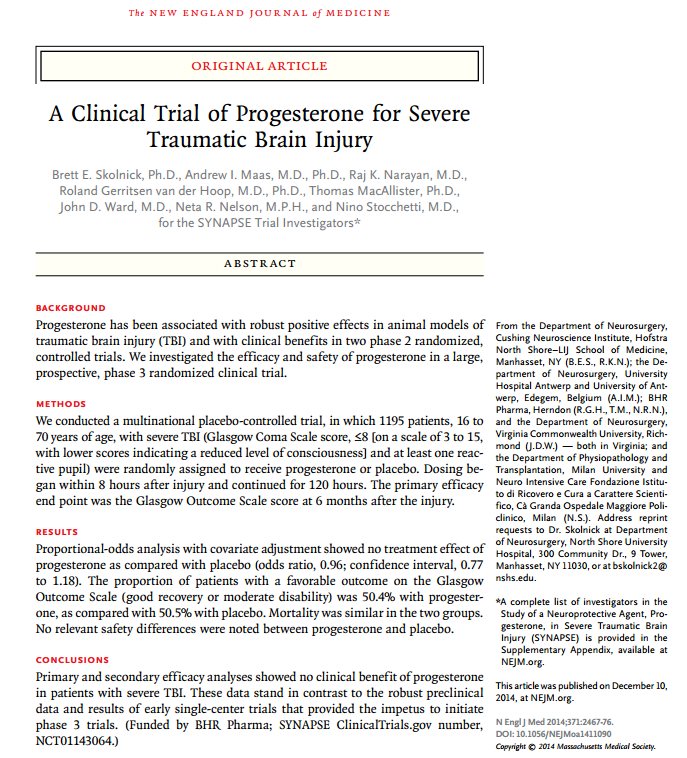 The NEW ENGLAND JOURNAL of MEDICINE
ORIGINAL ARTICLE
A Clinical Trial of Progesterone for Severe
Traumatic Brain Injury
Brett E. Skolnick, Ph.D., Andrew I. Maas, M.D., Ph.D., Raj K. Narayan, M.D.,
Roland Gerritsen van der Hoop, M.D., Ph.D., Thomas MacAllister, Ph.D.,
John D. Ward, M.D., Neta R. Nelson, M.P.H., and Nino Stocchetti, M.D.,
for the SYNAPSE Trial Investigators*
ABSTRACT
BACKGROUND
Progesterone has been associated with robust positive effects in animal models of
traumatic brain injury (TBI) and with clinical benefits in two phase 2 randomized,
controlled trials. We investigated the efficacy and safety of progesterone in a large,
prospective, phase 3 randomized clinical trial.
METHODS
We conducted a multinational placebo-controlled trial, in which 1195 patients, 16 to
70 years of age, with severe TBI (Glasgow Coma Scale score, ≤8 [on a scale of 3 to 15,
with lower scores indicating a reduced level of consciousness] and at least one reac-
tive pupil) were randomly assigned to receive progesterone or placebo. Dosing be-
gan within 8 hours after injury and continued for 120 hours. The primary efficacy
end point was the Glasgow Outcome Scale score at 6 months after the injury.
RESULTS
Proportional-odds analysis with covariate adjustment showed no treatment effect of
progesterone as compared with placebo (odds ratio, 0.96; confidence interval, 0.77
to 1.18). The proportion of patients with a favorable outcome on the Glasgow
Outcome Scale (good recovery or moderate disability) was 50.4% with progester-
one, as compared with 50.5% with placebo. Mortality was similar in the two groups.
No relevant safety differences were noted between progesterone and placebo.
CONCLUSIONS
Primary and secondary efficacy analyses showed no clinical benefit of progesterone
in patients with severe TBI. These data stand in contrast to the robust preclinical
data and results of early single-center trials that provided the impetus to initiate
phase 3 trials. (Funded by BHR Pharma; SYNAPSE ClinicalTrials.gov number,
NCT01143064.)
From the Department of Neurosurgery,
Cushing Neuroscience Institute, Hofstra
North Shore–LIJ School of Medicine,
Manhasset, NY (B.E.S., R.K.N.); the De-
partment of Neurosurgery, University
Hospital Antwerp and University of Ant-
werp, Edegem, Belgium (A.I.M.); BHR
Pharma, Herndon (R.G.H., T.M., N.R.N.),
and the Department of Neurosurgery,
Virginia Commonwealth University, Rich-
mond (J.D.W.) — both in Virginia; and
the Department of Physiopathology and
Transplantation, Milan University and
Neuro Intensive Care Fondazione Istitu-
to di Ricovero e Cura a Carattere Scienti-
fico, Cà Granda Ospedale Maggiore Poli-
clinico, Milan (N.S.). Address reprint
requests to Dr. Skolnick at Department
of Neurosurgery, North Shore University
Hospital, 300 Community Dr., 9 Tower,
Manhasset, NY 11030, or at bskolnick2@
nshs.edu.
*A complete list of investigators in the
Study of a Neuroprotective Agent, Pro-
gesterone, in Severe Traumatic Brain
Injury (SYNAPSE) is provided in the
Supplementary Appendix, available at
NEJM.org.
This article was published on December 10,
2014, at NEJM.org.
N Engl J Med 2014;371:2467-76.
DOI: 10.1056/NEJMoa1411090
Copyright © 2014 Massachusetts Medical Society.